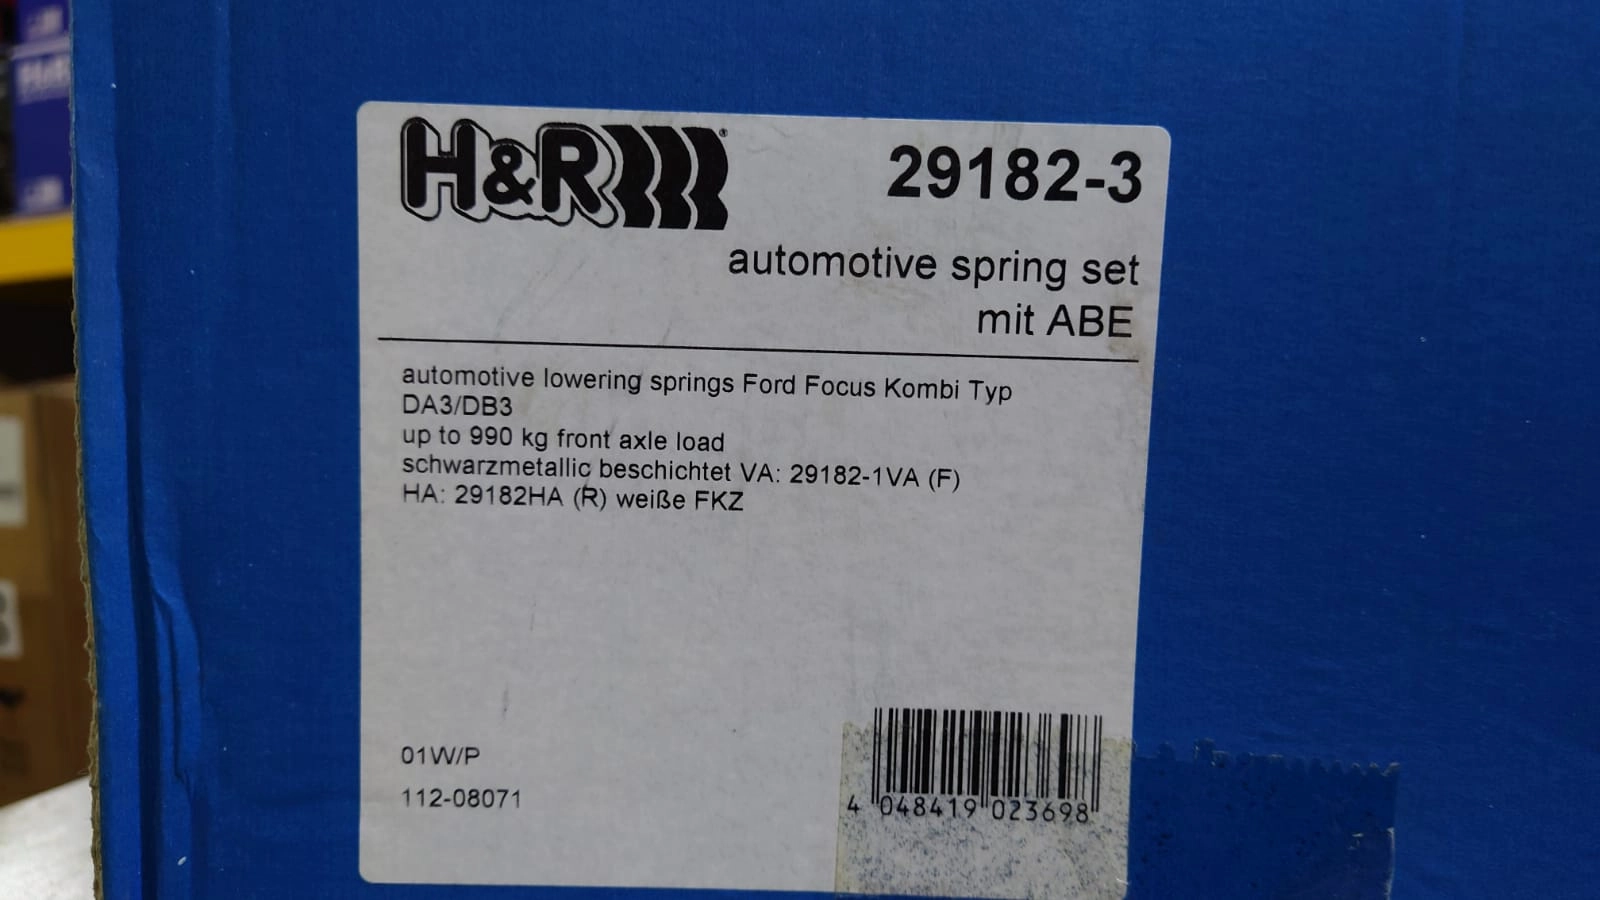 H&R®
29182-3
automotive spring set
mit ABE
automotive lowering springs Ford Focus Kombi Typ
DA3/DB3
up to 990 kg front axle load
schwarzmetallic beschichtet VA: 29182-1VA (F)
HA: 29182HA (R) weiße FKZ
01W/P
112-08071
4 048419 023698